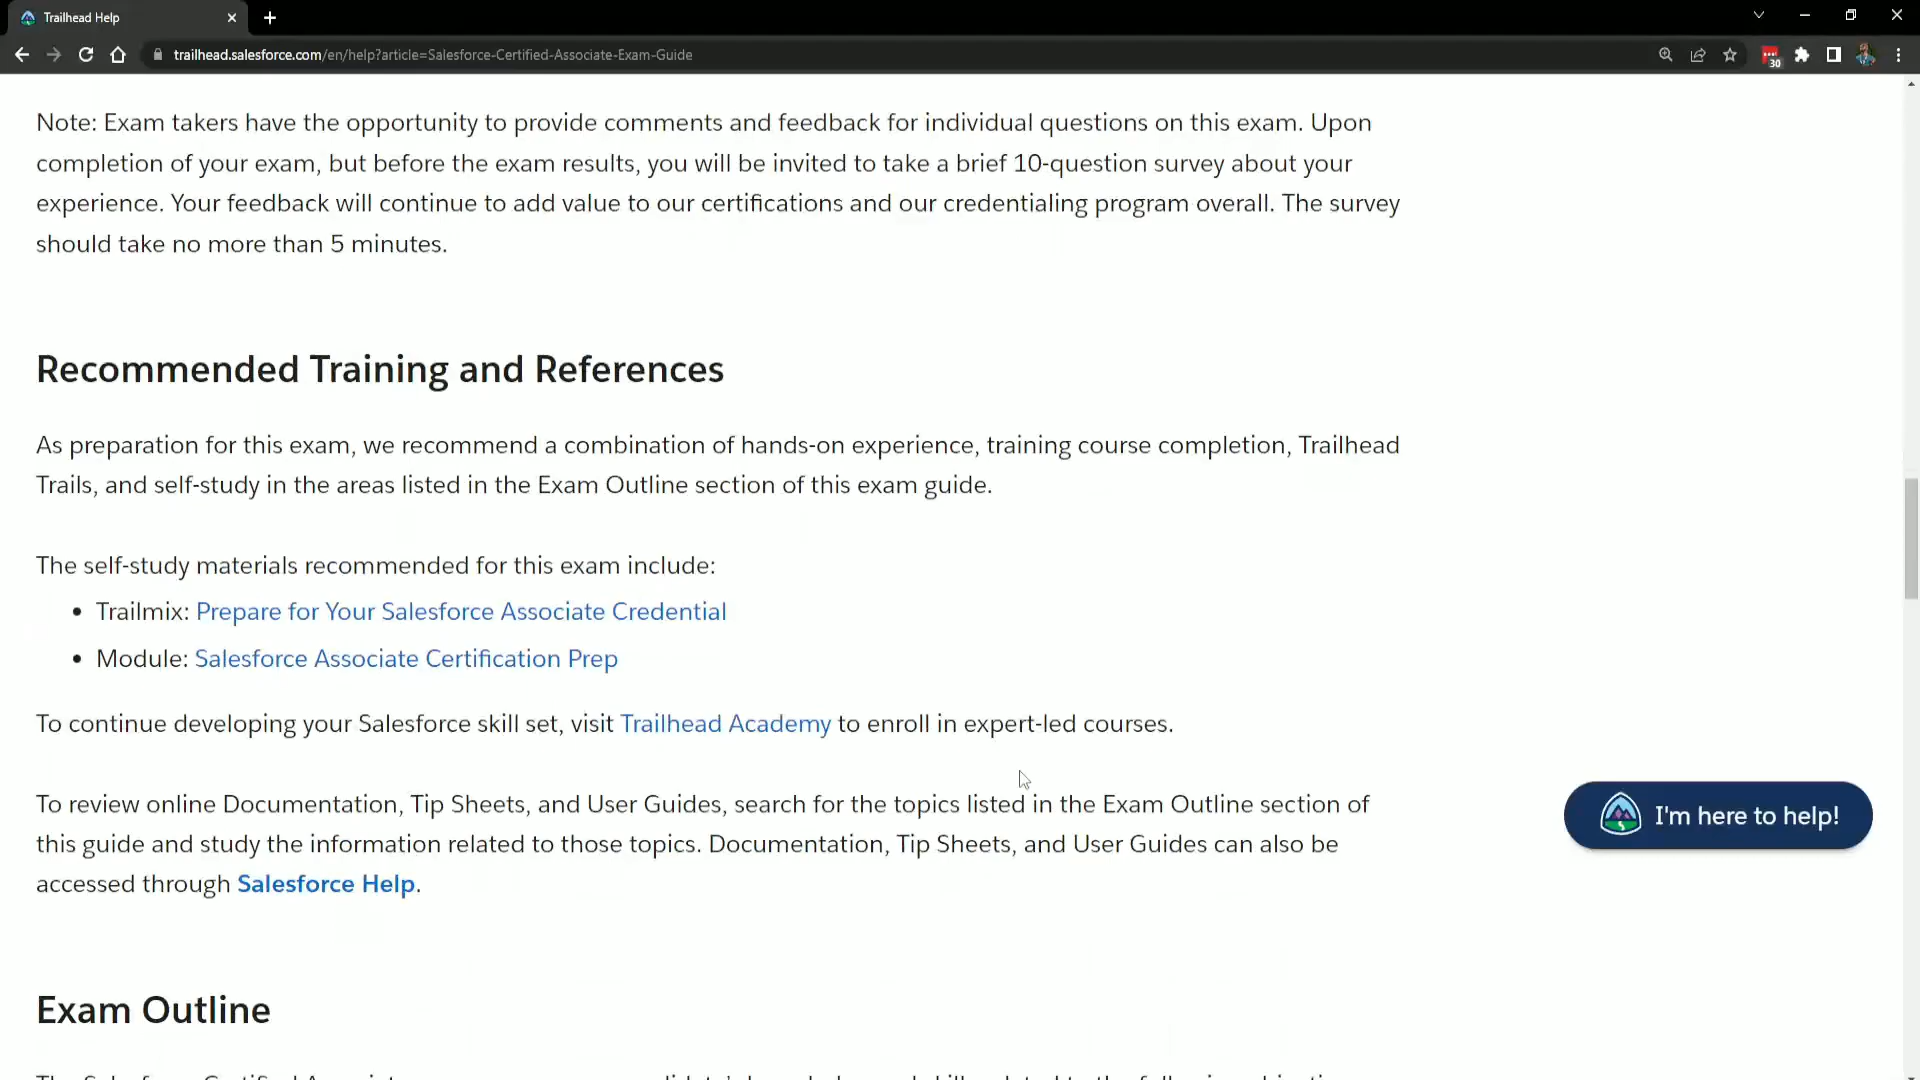 Trailhead Help
trailhead.salesforce.com/en/help?article=Salesforce-Certified-Associate-Exam-Guide
30
Note: Exam takers have the opportunity to provide comments and feedback for individual questions on this exam. Upon
completion of your exam, but before the exam results, you will be invited to take a brief 10-question survey about your
experience. Your feedback will continue to add value to our certifications and our credentialing program overall. The survey
should take no more than 5 minutes.
Recommended Training and References
As preparation for this exam, we recommend a combination of hands-on experience, training course completion, Trailhead
Trails, and self-study in the areas listed in the Exam Outline section of this exam guide.
The self-study materials recommended for this exam include:
• Trailmix: Prepare for Your Salesforce Associate Credential
• Module: Salesforce Associate Certification Prep
To continue developing your Salesforce skill set, visit Trailhead Academy to enroll in expert-led courses.
To review online Documentation, Tip Sheets, and User Guides, search for the topics listed in the Exam Outline section of
this guide and study the information related to those topics. Documentation, Tip Sheets, and User Guides can also be
accessed through Salesforce Help.
I'm here to help!
Exam Outline